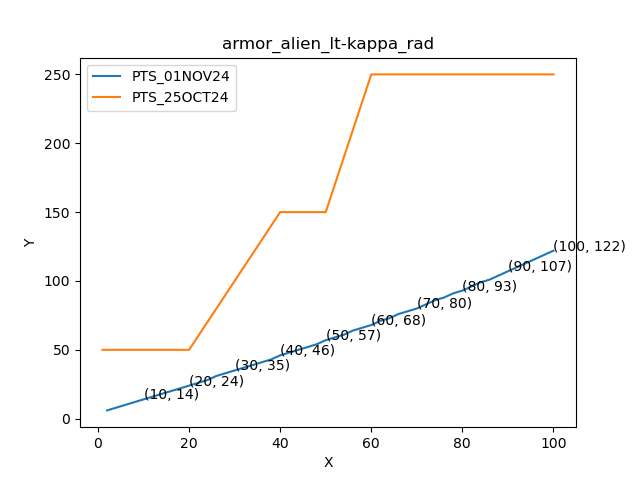 armor_alien_lt-kappa_rad
PTS_01NOV24
PTS_25OCT24
250
200
150
100
50
0
Y
(100, 122)
(90, 107)
(80, 93)
(70, 80)
(60, 68)
(50, 57)
(40, 46)
(30, 35)
(20, 24)
(10, 14)
0 20 40 60 80 100
X